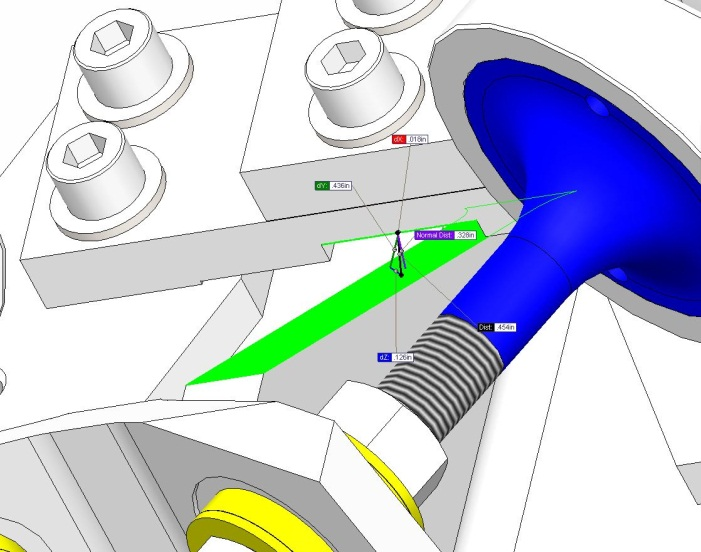 dX: .018in
dY: .436in
Normal Dist: .328in
Dist: .454in
dZ: .126in